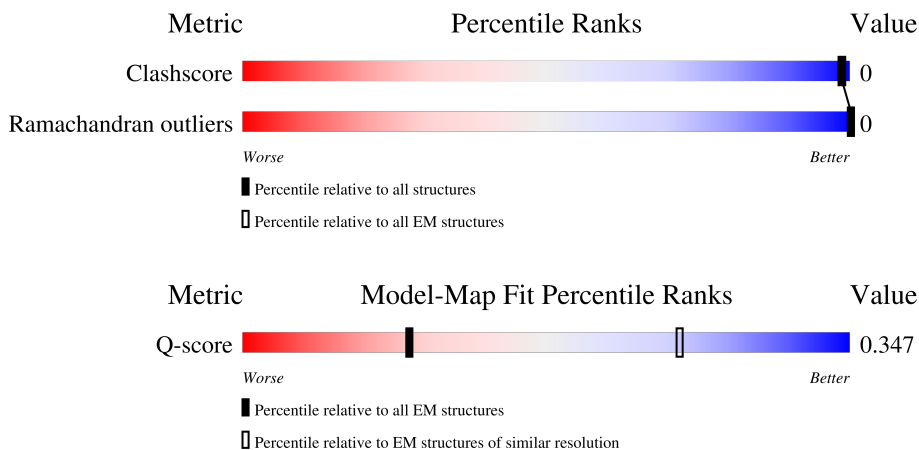 Metric Percentile Ranks Value
Clashscore 0
Ramachandran outliers 0
Worse Better
Percentile relative to all structures
Percentile relative to all EM structures
Metric Model-Map Fit Percentile Ranks Value
Q-score 0.347
Worse Better
Percentile relative to all EM structures
Percentile relative to EM structures of similar resolution